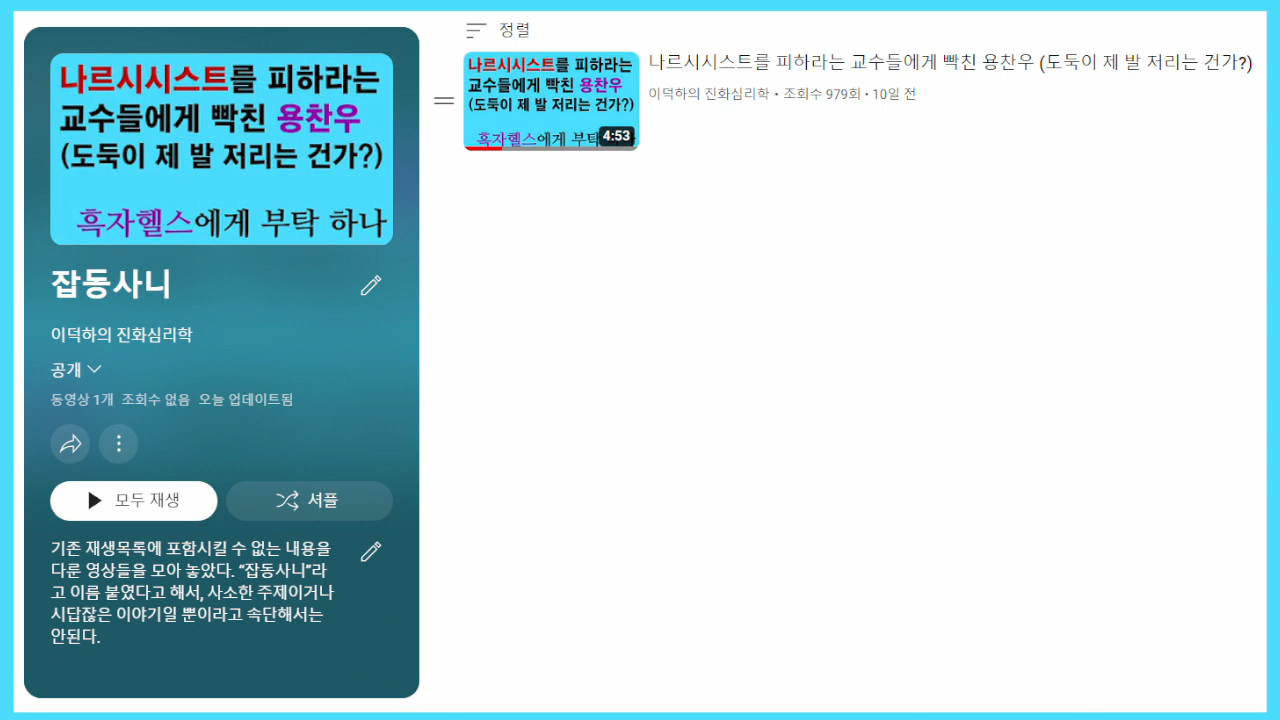 나르시시스트를 피하라는
교수들에게 빡친 용찬우
(도둑이 제 발 저리는 건가?)
흑자헬스에게 부탁 하나
잡동사니
이덕하의 진화심리학
공개
동영상 1개 조회수 없음 오늘 업데이트됨
모두 재생
셔플
기존 재생목록에 포함시킬 수 없는 내용을
다룬 영상들을 모아 놓았다. “잡동사니”라
고 이름 붙였다고 해서, 사소한 주제이거나
시답잖은 이야기일 뿐이라고 속단해서는
안된다.
정렬
나르시시스트를 피하라는
교수들에게 빡친 용찬우
(도둑이 제 발 저리는 건가?)
흑자헬스에게 부탁
4:53
나르시시스트를 피하라는 교수들에게 빡친 용찬우 (도둑이 제 발 저리는 건가?)
이덕하의 진화심리학 • 조회수 979회 • 10일 전